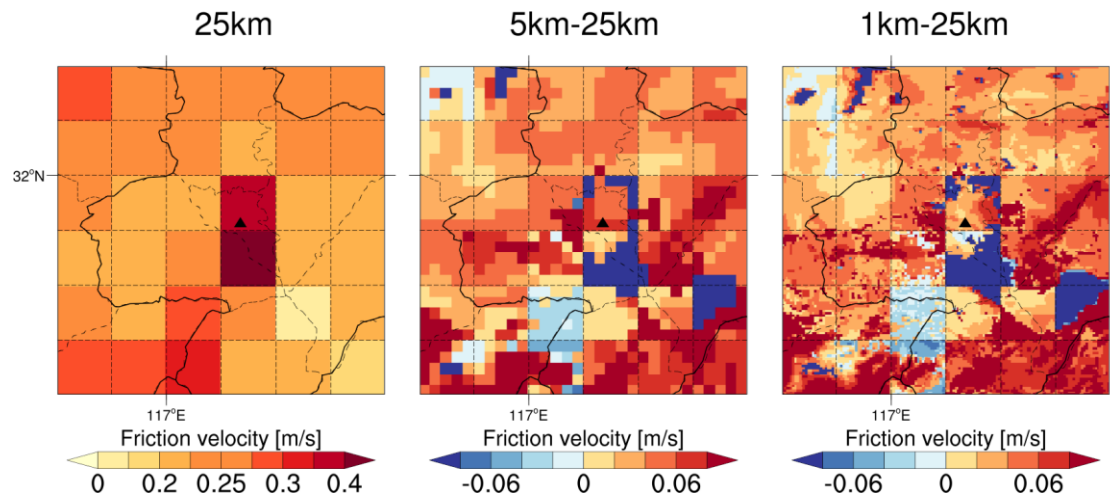 25km
5km-25km
1km-25km
32°N
117°E
117°E
117°E
Friction velocity [m/s]
Friction velocity [m/s]
Friction velocity [m/s]
0 0.2 0.25 0.3 0.4
-0.06 0 0.06
-0.06 0 0.06